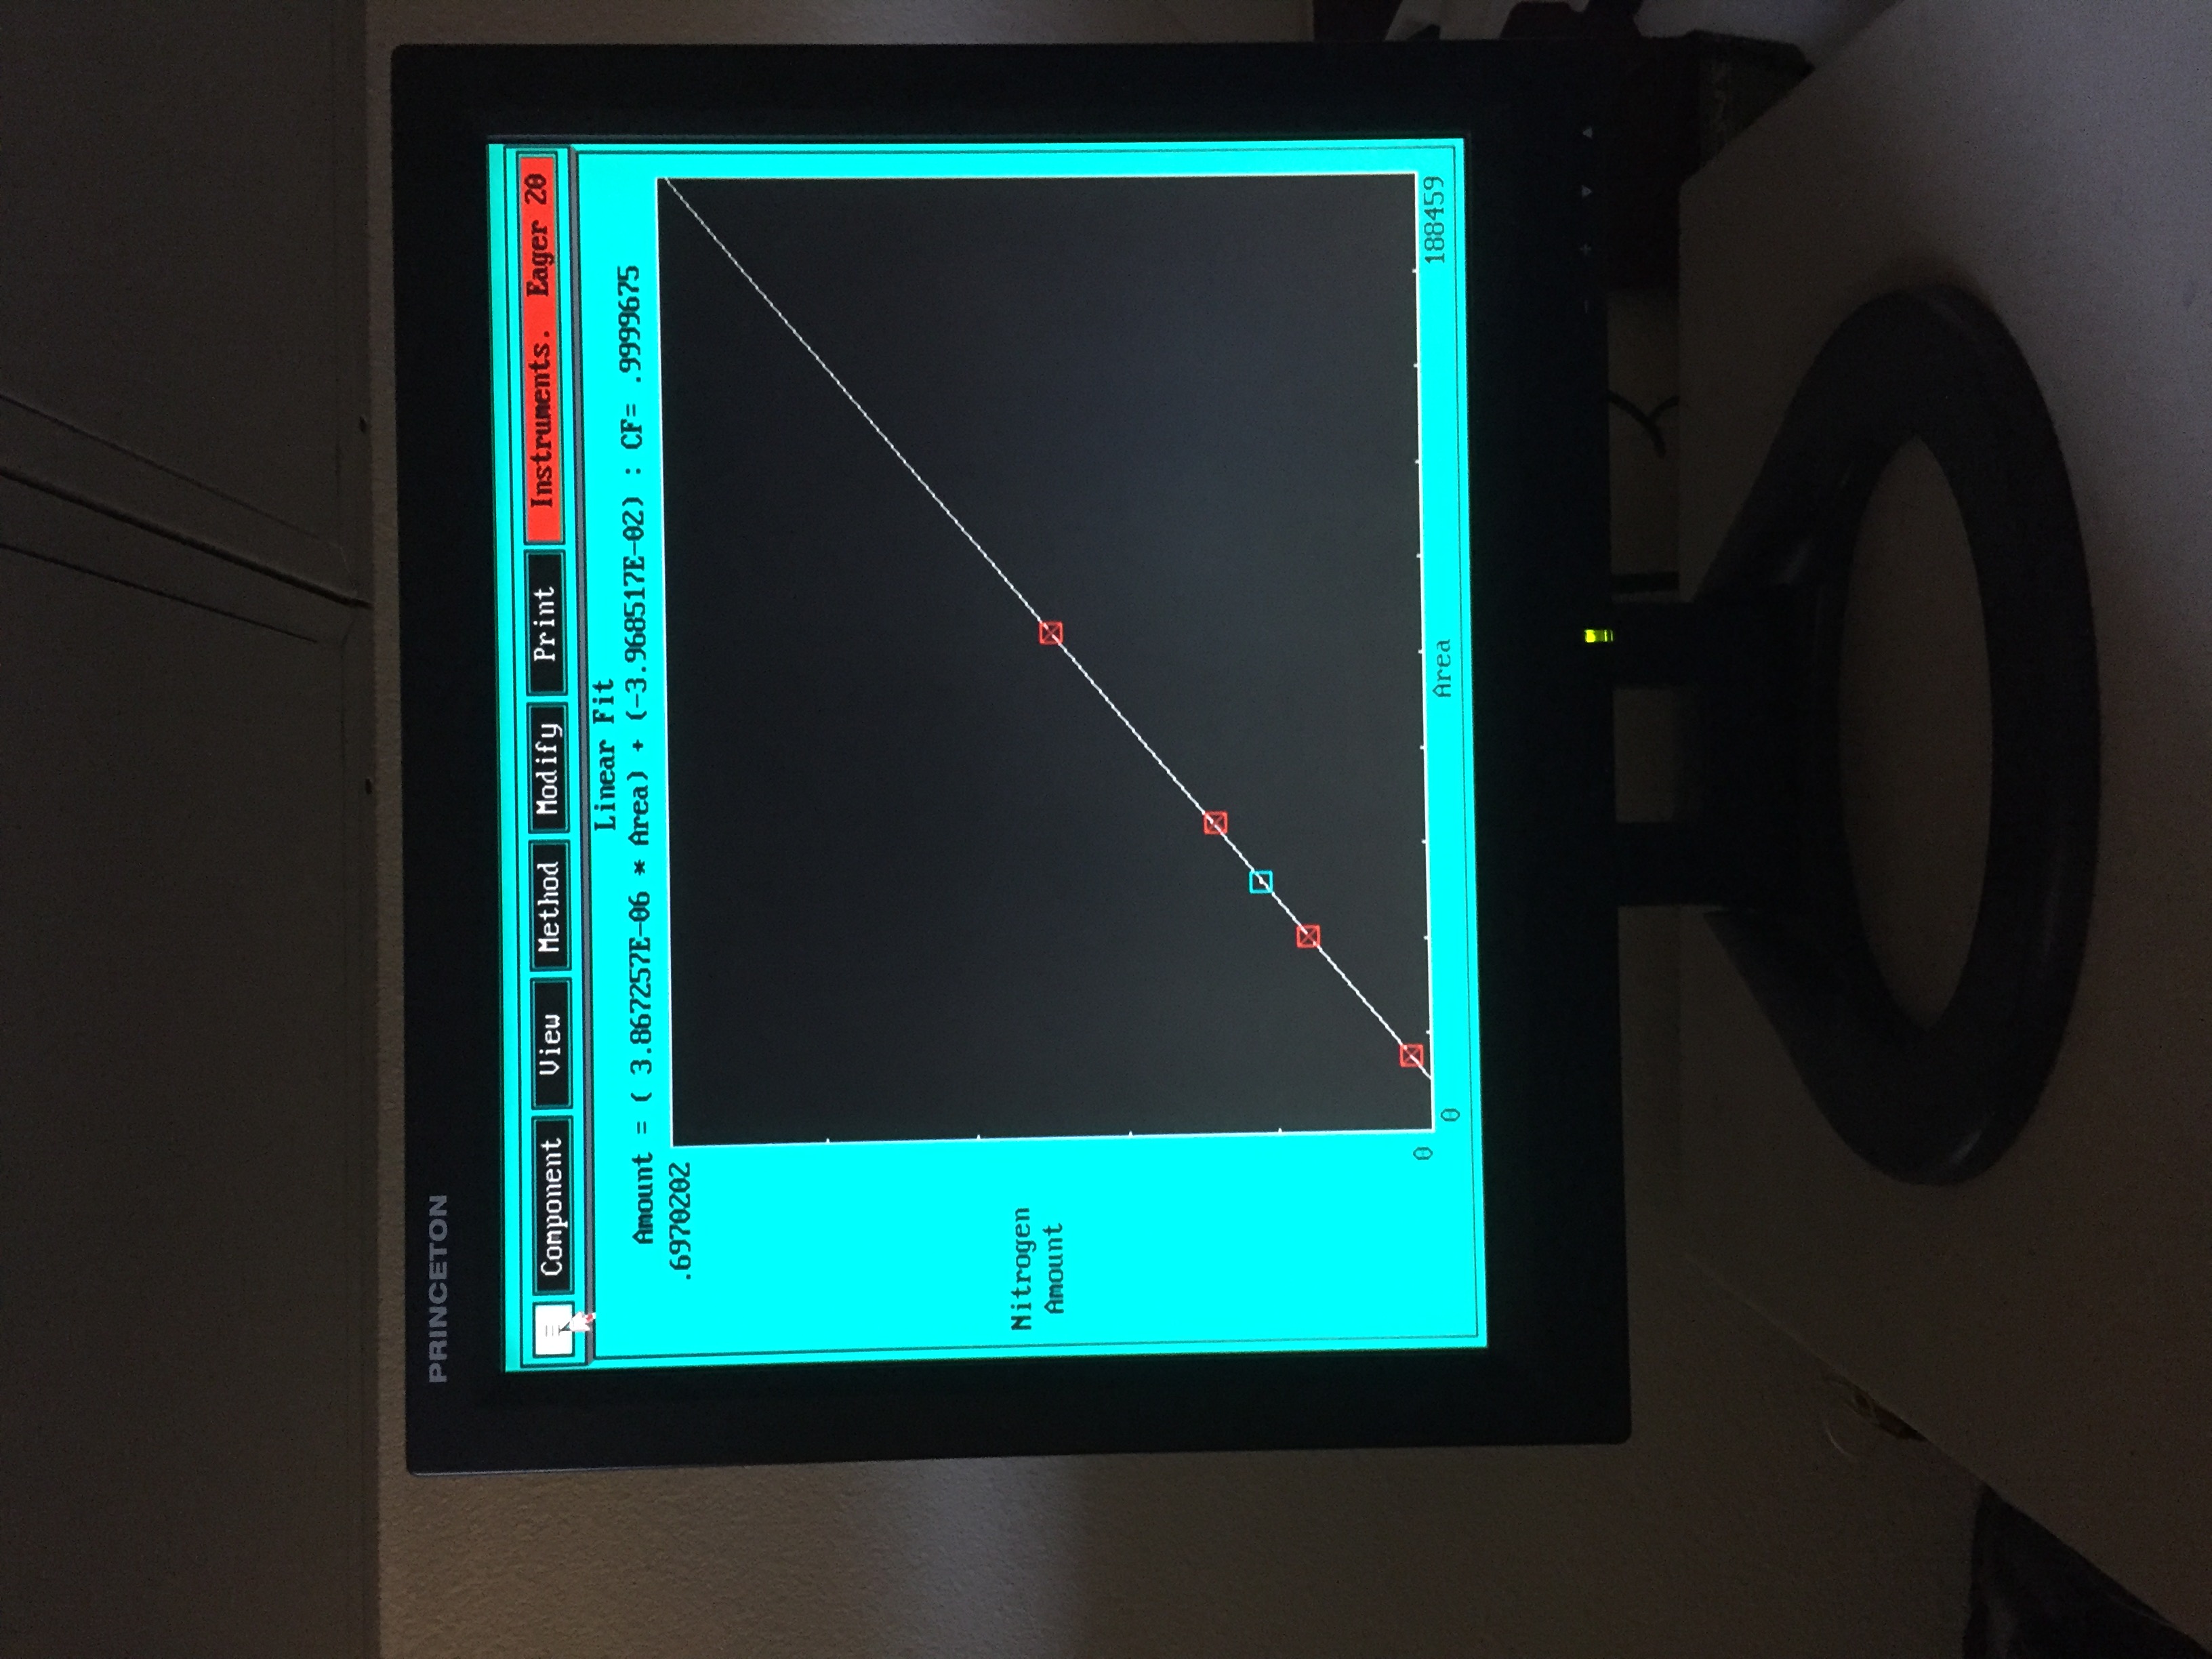 PRINCETON
Component View Method Modify Print Instruments. Eager 20
Linear Fit
Amount = ( 3.867257E-06 * Area) + (-3.968517E-02) : CF= .9999675
.6970202
Nitrogen
Amount
0
0 Area 188459